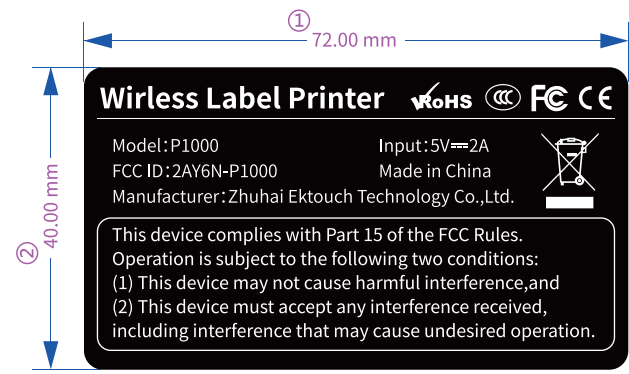 ① 
72.00 mm
② 40.00 mm
Wirless Label Printer RoHS CCC FC CE
Model:P1000 Input:5V⎓2A
FCC ID:2AY6N-P1000 Made in China
Manufacturer:Zhuhai Ektouch Technology Co.,Ltd.
This device complies with Part 15 of the FCC Rules.
Operation is subject to the following two conditions:
(1) This device may not cause harmful interference,and
(2) This device must accept any interference received,
including interference that may cause undesired operation.